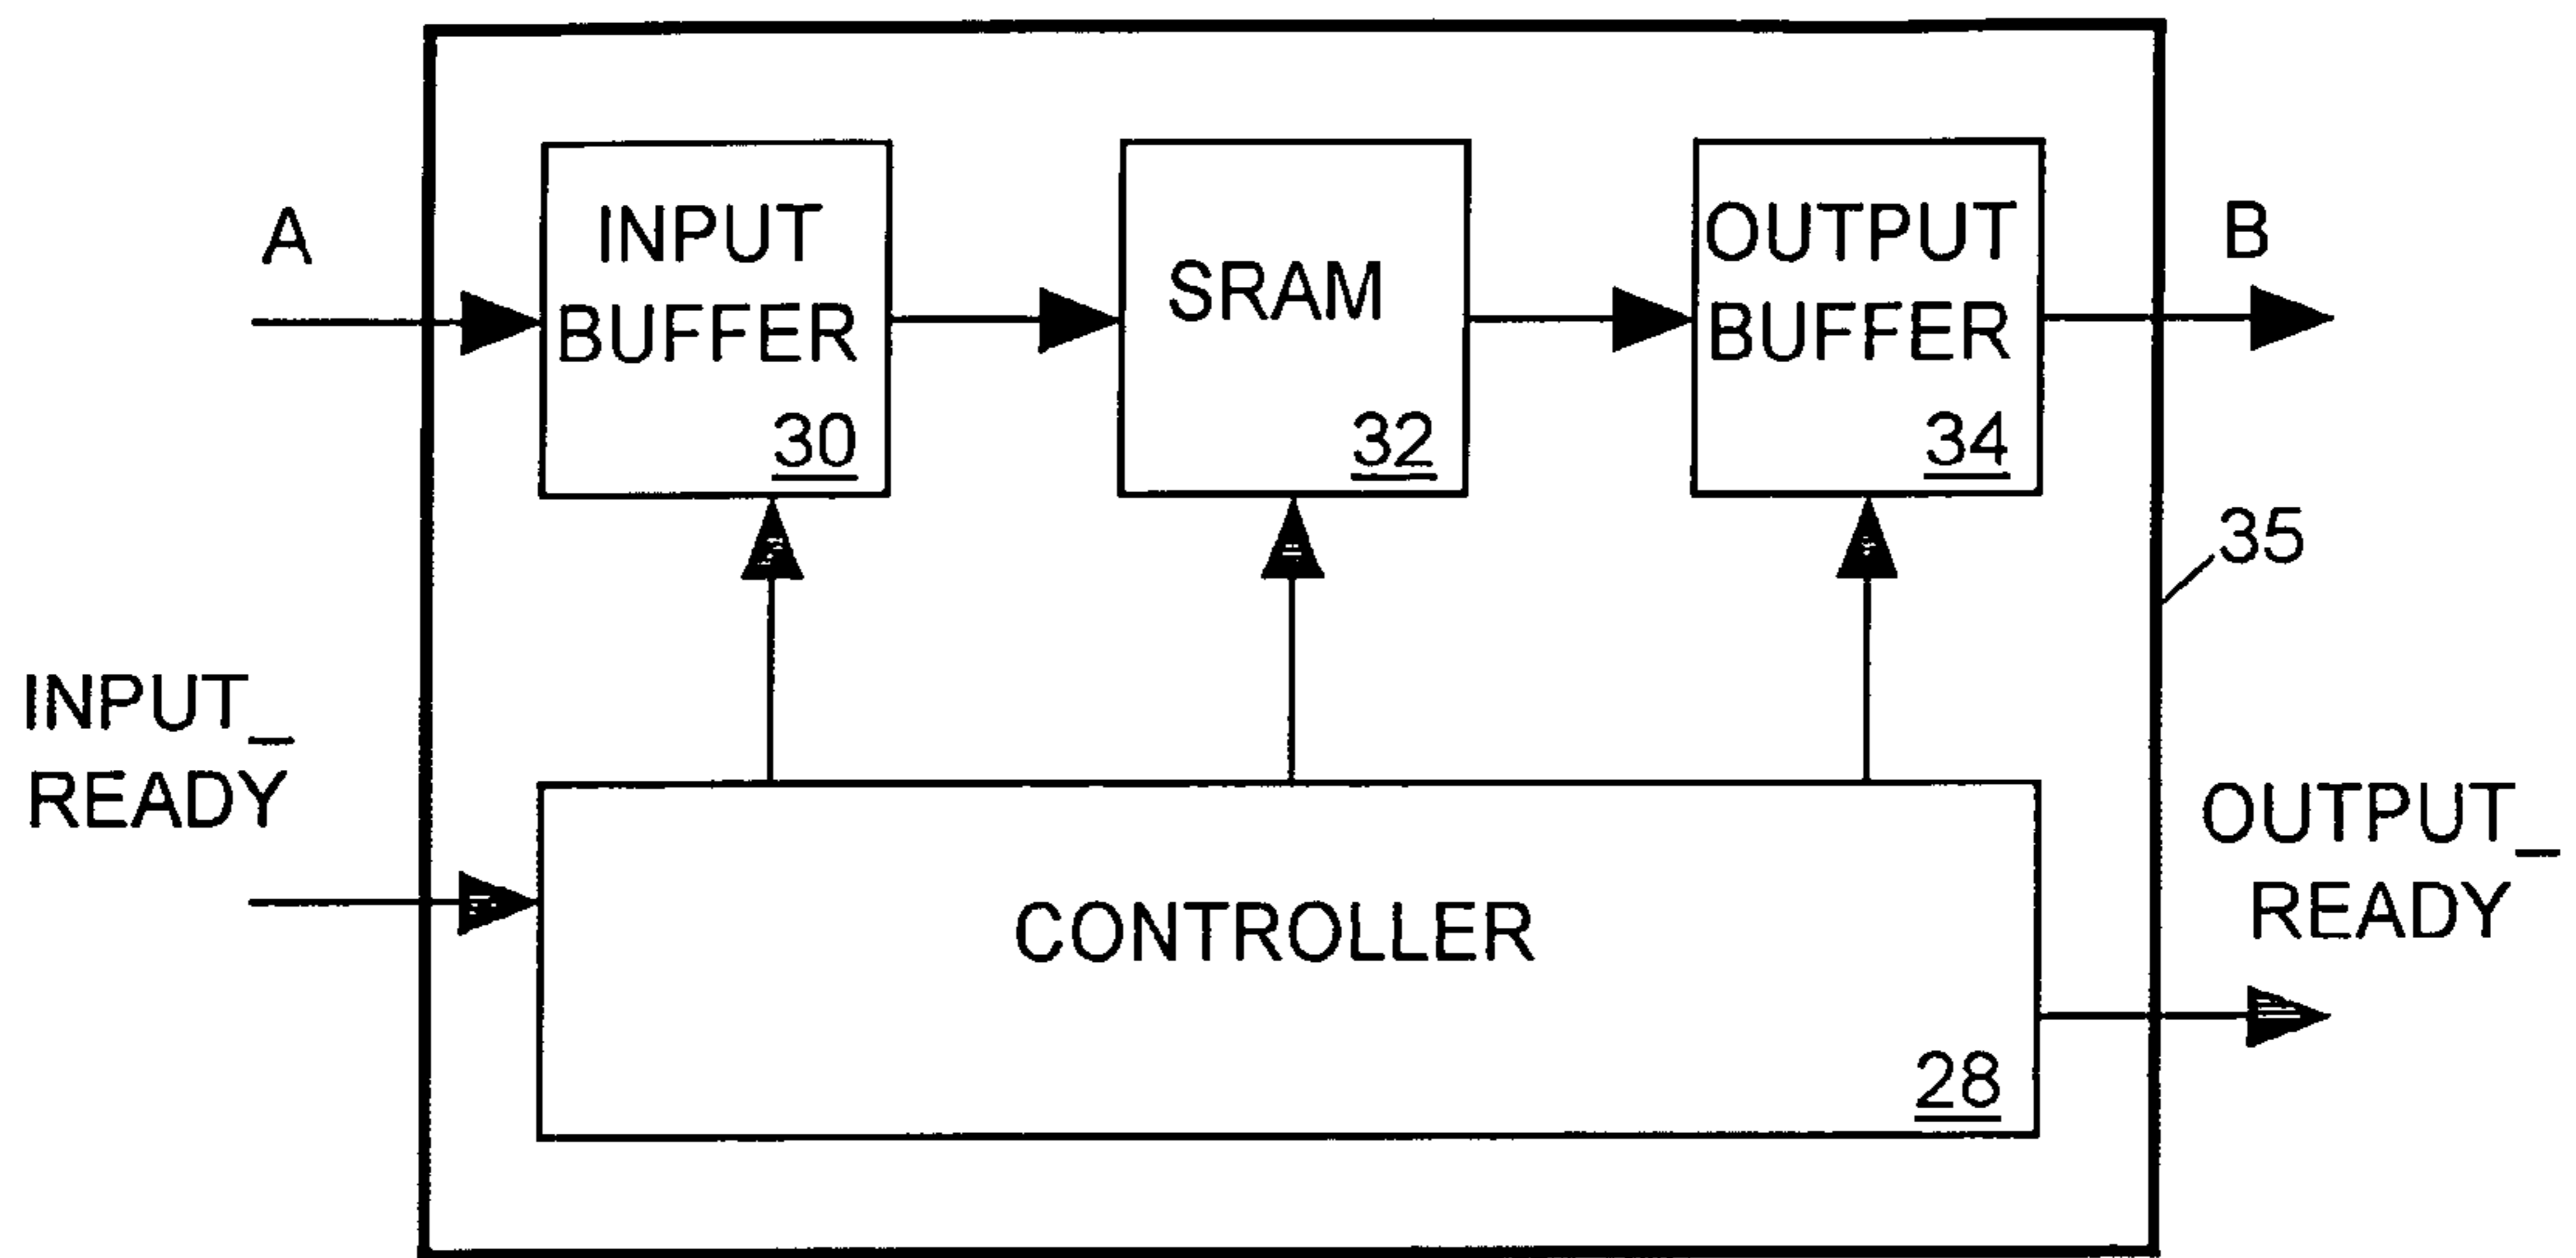 A
INPUT
BUFFER
30
SRAM
32
OUTPUT
BUFFER
34
B
35
INPUT_
READY
CONTROLLER
28
OUTPUT_
READY